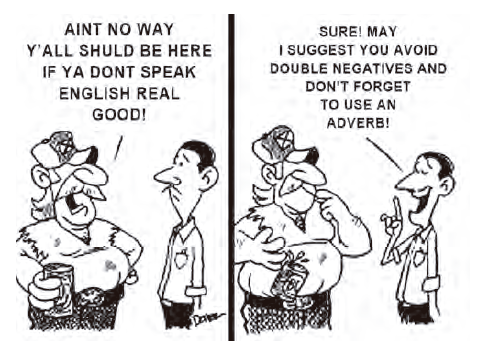 AINT NO WAY
Y'ALL SHULD BE HERE
IF YA DONT SPEAK
ENGLISH REAL
GOOD!
SURE! MAY
I SUGGEST YOU AVOID
DOUBLE NEGATIVES AND
DON'T FORGET
TO USE AN
ADVERB!